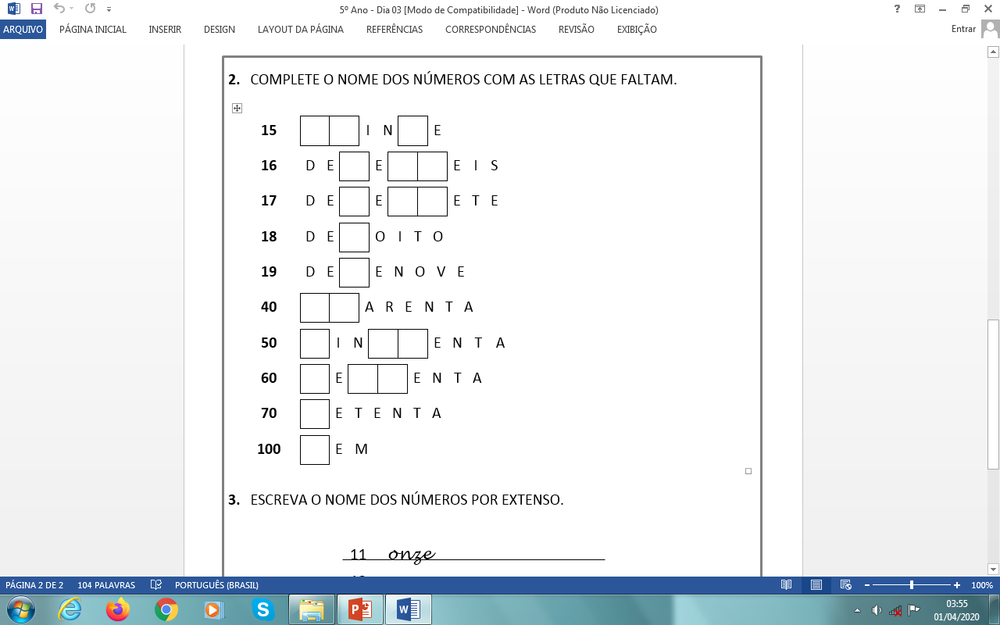 5º Ano - Dia 03 [Modo de Compatibilidade] - Word (Produto Não Licenciado)
ARQUIVO PÁGINA INICIAL INSERIR DESIGN LAYOUT DA PÁGINA REFERÊNCIAS CORRESPONDÊNCIAS REVISÃO EXIBIÇÃO Entrar
2. COMPLETE O NOME DOS NÚMEROS COM AS LETRAS QUE FALTAM.
15 I N E
16 D E E E I S
17 D E E E T E
18 D E O I T O
19 D E E N O V E
40 A R E N T A
50 I N E N T A
60 E E N T A
70 E T E N T A
100 E M
3. ESCREVA O NOME DOS NÚMEROS POR EXTENSO.
11 onze
PÁGINA 2 DE 2 104 PALAVRAS PORTUGUÊS (BRASIL) 100%
03:55
01/04/2020